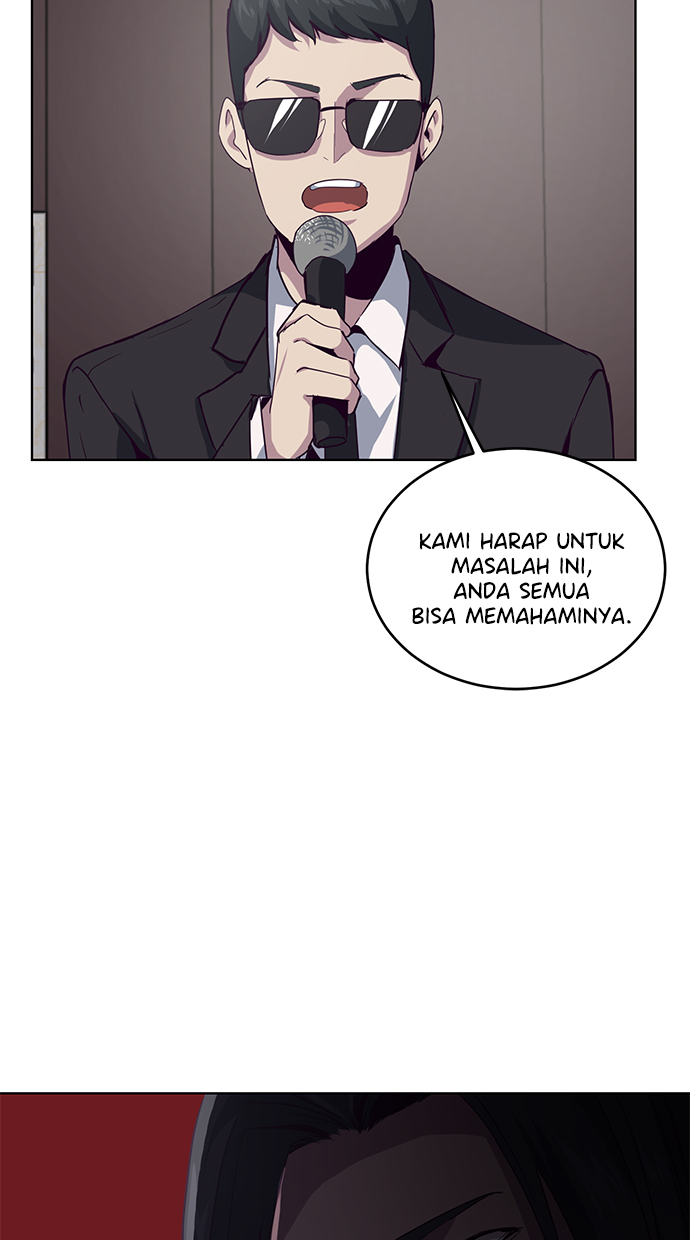 KAMI HARAP UNTUK
MASALAH INI,
ANDA SEMUA
BISA MEMAHAMINYA.